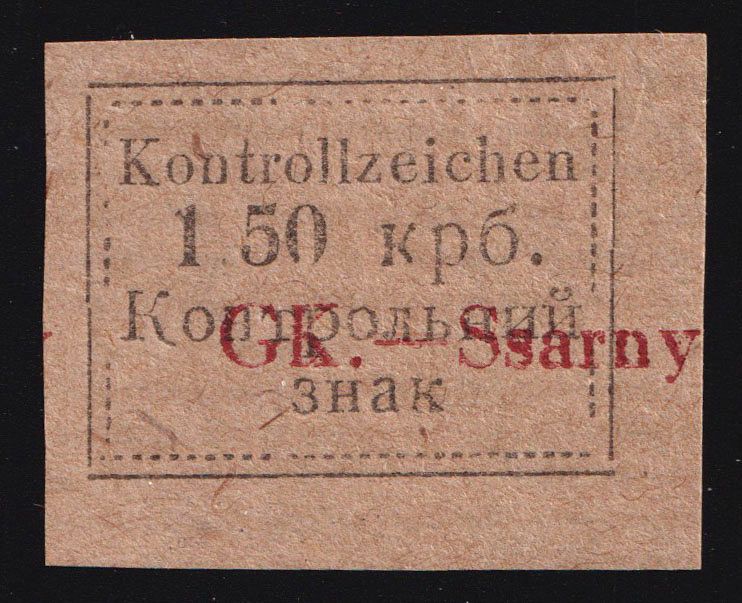 Kontrollzeichen
1.50 крб.
Контрольний
GK. — Ssarny
знак